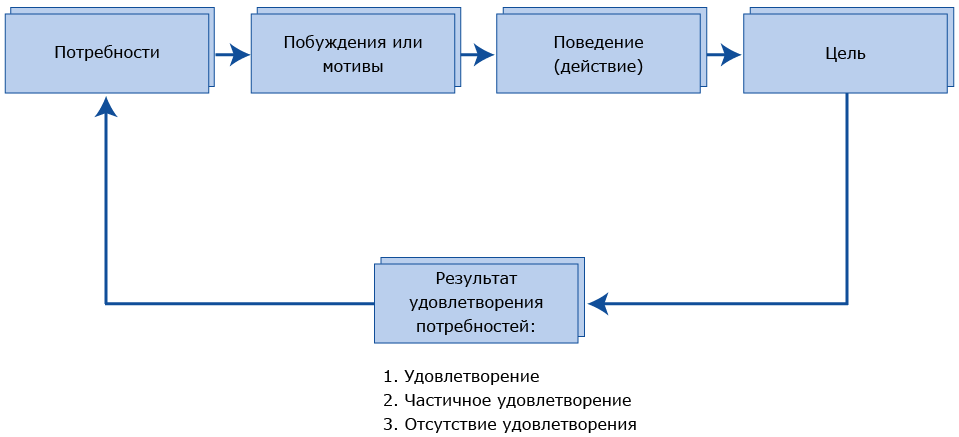 Потребности
Побуждения или
мотивы
Поведение
(действие)
Цель
Результат
удовлетворения
потребностей:
1. Удовлетворение
2. Частичное удовлетворение
3. Отсутствие удовлетворения